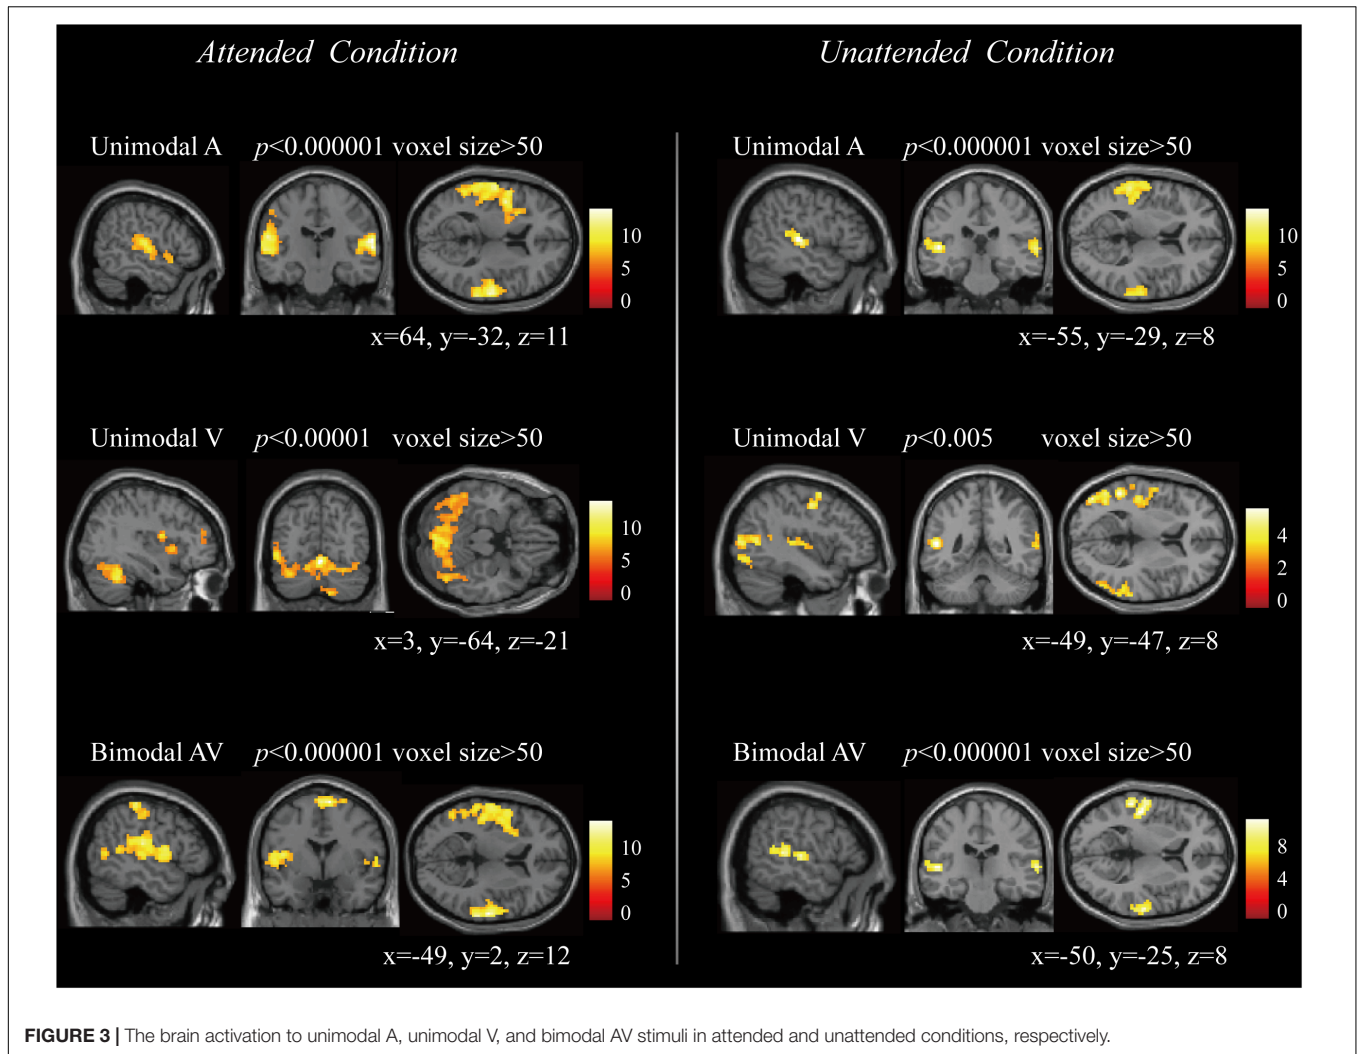 Attended Condition
Unattended Condition
Unimodal A p<0.000001 voxel size>50
10
5
0
x=64, y=-32, z=11
Unimodal A p<0.000001 voxel size>50
10
5
0
x=-55, y=-29, z=8
Unimodal V p<0.00001 voxel size>50
10
5
0
x=3, y=-64, z=-21
Unimodal V p<0.005 voxel size>50
4
2
0
x=-49, y=-47, z=8
Bimodal AV p<0.000001 voxel size>50
10
5
0
x=-49, y=2, z=12
Bimodal AV p<0.000001 voxel size>50
8
4
0
x=-50, y=-25, z=8
FIGURE 3 | The brain activation to unimodal A, unimodal V, and bimodal AV stimuli in attended and unattended conditions, respectively.